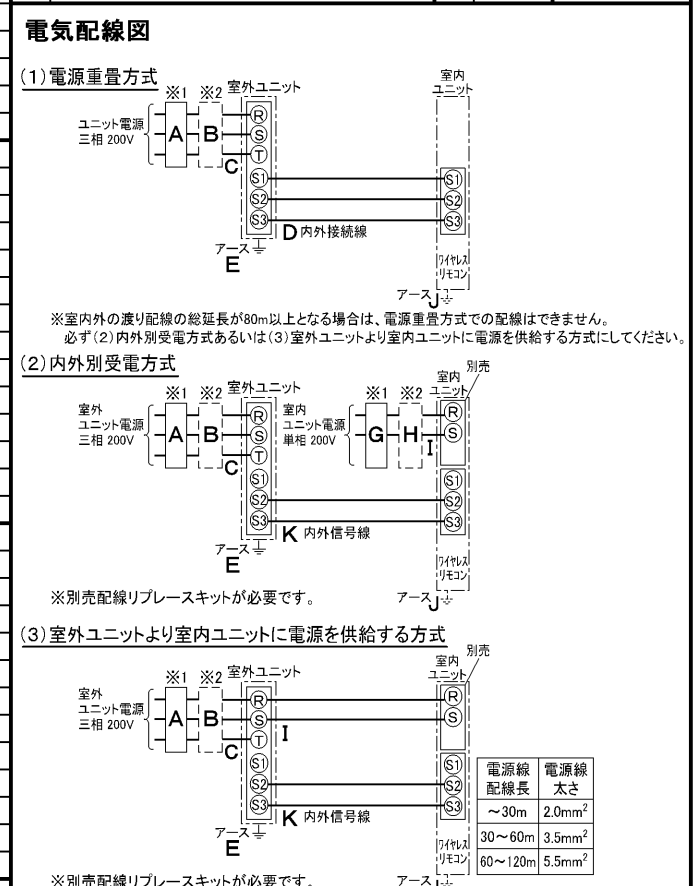 電気配線図
(1)電源重畳方式
※1 ※2 室外ユニット
室内
ユニット
ユニット電源
三相 200V
A B
C
R
S
T
S1
S2
S3
S1
S2
S3
D 内外接続線
アース
E
ワイヤレス
リモコン
アース J
※室内外の渡り配線の総延長が80m以上となる場合は、電源重畳方式での配線はできません。
必ず(2)内外別受電方式あるいは(3)室外ユニットより室内ユニットに電源を供給する方式にしてください。
(2)内外別受電方式
※1 ※2 室外ユニット
※1 ※2
室内
ユニット
別売
室外
ユニット電源
三相 200V
A B
C
R
S
T
S1
S2
S3
室内
ユニット電源
単相 200V
G H
I
R
S
S1
S2
S3
K 内外信号線
アース
E
ワイヤレス
リモコン
アース J
※別売配線リプレースキットが必要です。
(3)室外ユニットより室内ユニットに電源を供給する方式
※1 ※2 室外ユニット
室内
ユニット
別売
室外
ユニット電源
三相 200V
A B
C
R
S
T
S1
S2
S3
I
R
S
S1
S2
S3
K 内外信号線
アース
E
ワイヤレス
リモコン
アース J
電源線配線長 電源線太さ
~30m 2.0mm²
30~60m 3.5mm²
60~120m 5.5mm²
※別売配線リプレースキットが必要です。